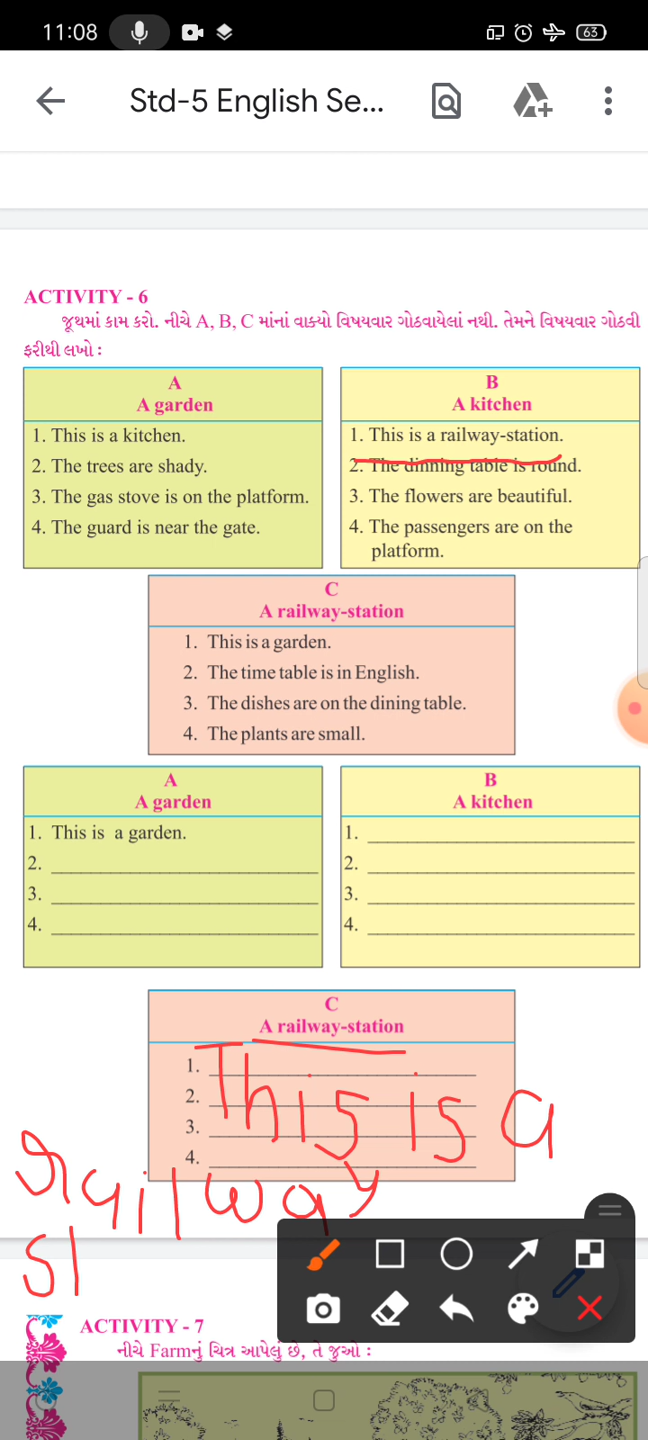 11:08
63
Std-5 English Se...
ACTIVITY - 6
જૂથમાં કામ કરો. નીચે A, B, C માંનાં વાક્યો વિષયવાર ગોઠવાયેલાં નથી. તેમને વિષયવાર ગોઠવી
ફરીથી લખો :
A
A garden
1. This is a kitchen.
2. The trees are shady.
3. The gas stove is on the platform.
4. The guard is near the gate.
B
A kitchen
1. This is a railway-station.
2. The dinning table is round.
3. The flowers are beautiful.
4. The passengers are on the
platform.
C
A railway-station
1. This is a garden.
2. The time table is in English.
3. The dishes are on the dining table.
4. The plants are small.
A
A garden
1. This is a garden.
2.
3.
4.
B
A kitchen
1.
2.
3.
4.
C
A railway-station
1.
2.
3.
4.
This is a
railway
st
ACTIVITY - 7
નીચે Farmનું ચિત્ર આપેલું છે, તે જુઓ :